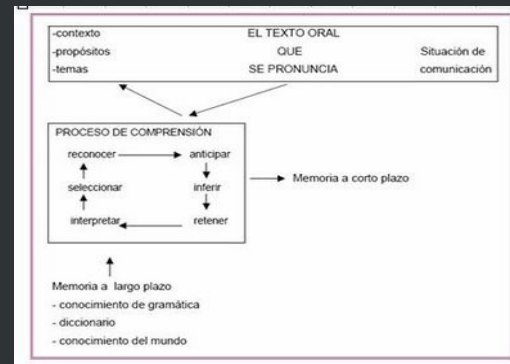 -contexto EL TEXTO ORAL
-propósitos QUE Situación de
-temas SE PRONUNCIA comunicación
PROCESO DE COMPRENSIÓN
reconocer anticipar
seleccionar inferir
interpretar retener
Memoria a corto plazo
Memoria a largo plazo
- conocimiento de gramática
- diccionario
- conocimiento del mundo